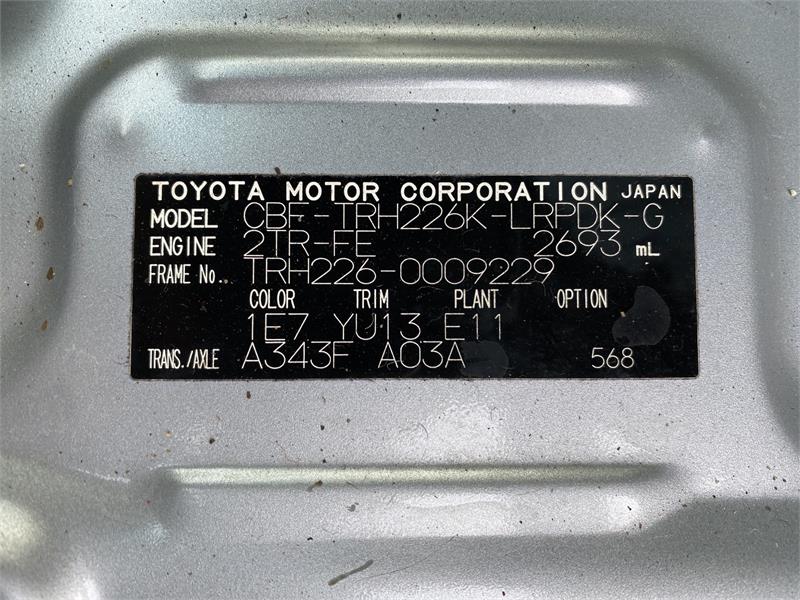 TOYOTA MOTOR CORPORATION JAPAN
MODEL CBF-TRH226K-LRPDK-G
ENGINE 2TR-FE 2693 mL
FRAME No. TRH226-0009229
COLOR TRIM PLANT OPTION
1E7 YU13 E11
TRANS./AXLE A343F A03A 568